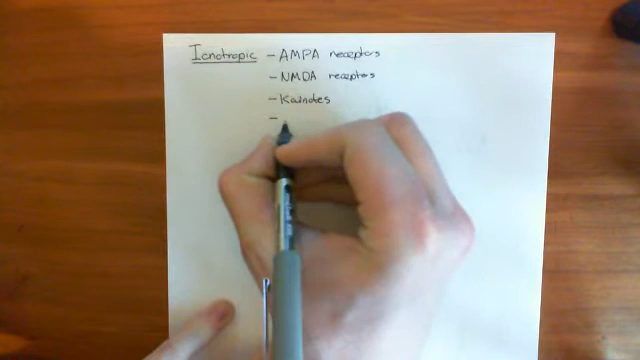 Ionotropic - AMPA receptors
- NMDA receptors
- Kainates
-